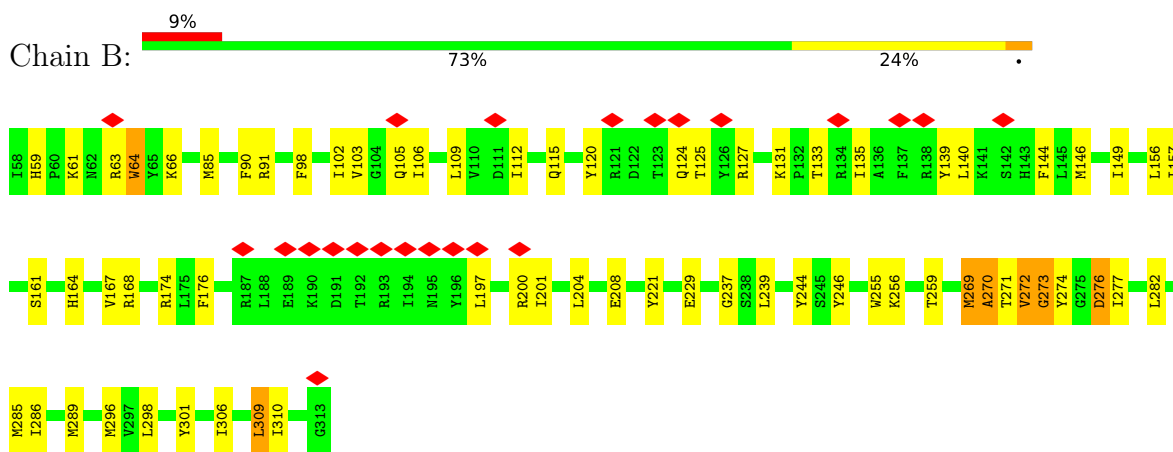 9%
Chain B:
73% 24% •
I58 H59 P60 K61 N62 R63 W64 Y65 K66 M85 F90 R91 F98 I102 V103 G104 Q105 I106 L109 V110 D111 I112 Q115 Y120 R121 D122 T123 Q124 T125 Y126 R127 K131 P132 T133 R134 I135 A136 F137 R138 Y139 L140 K141 S142 H143 F144 L145 M146 I149 L156 I157
S161 H164 V167 R168 R174 L175 F176 R187 L188 E189 K190 D191 T192 R193 I194 N195 Y196 L197 R200 I201 L204 E208 Y221 E229 G237 S238 L239 Y244 S245 Y246 W255 K256 T259 M269 A270 T271 V272 G273 Y274 G275 D276 I277 L282
M285 I286 M289 M296 V297 L298 Y301 I306 L309 I310 G313